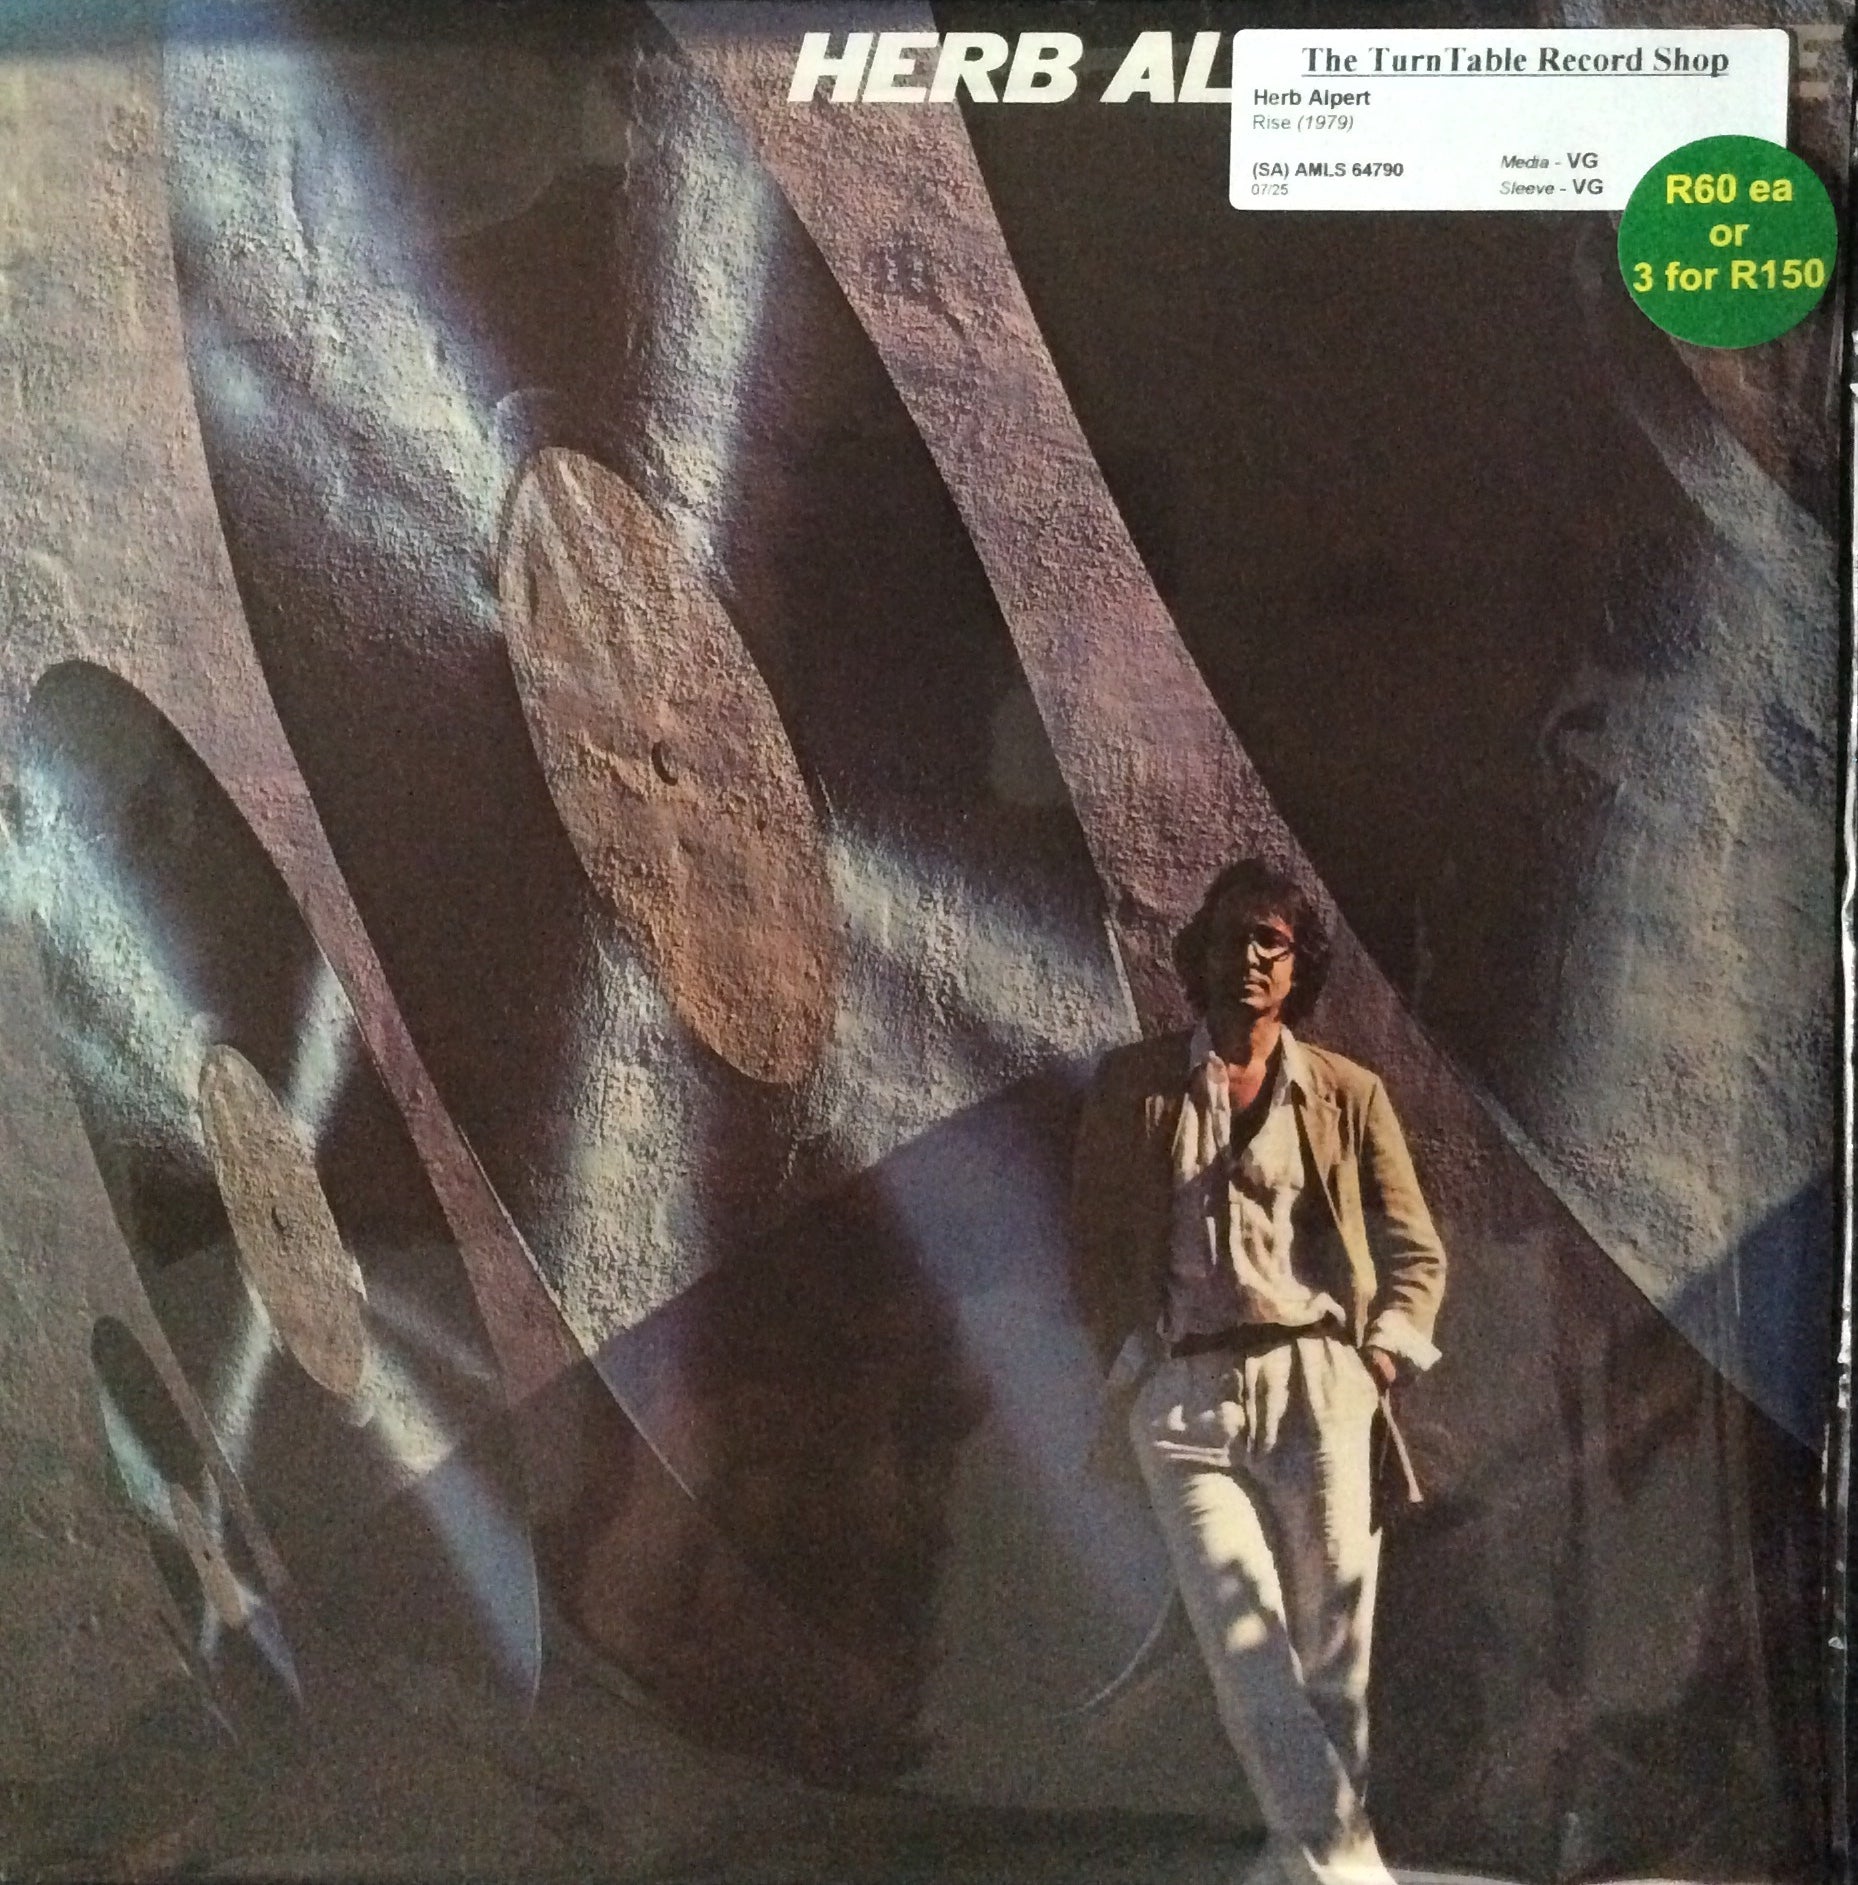 HERB AL
The TurnTable Record Shop
Herb Alpert
Rise (1979)
(SA) AMLS 64790
07/25
Media - VG
Sleeve - VG
R60 ea
or
3 for R150